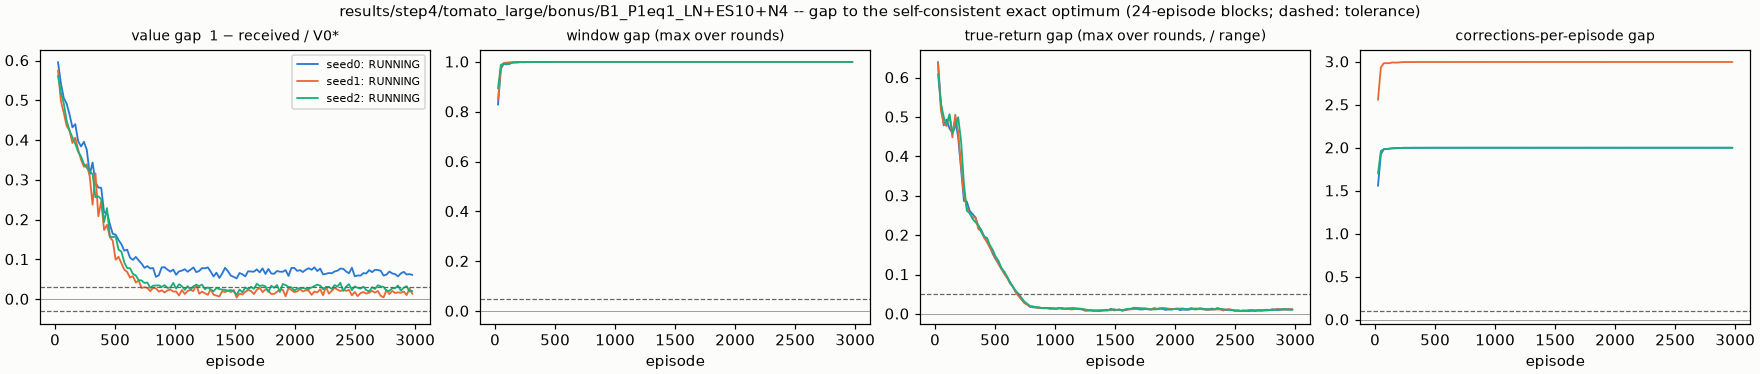 results/step4/tomato_large/bonus/B1_P1eq1_LN+ES10+N4 -- gap to the self-consistent exact optimum (24-episode blocks; dashed: tolerance)
value gap 1 − received / V0*
0.6
0.5
0.4
0.3
0.2
0.1
0.0
seed0: RUNNING
seed1: RUNNING
seed2: RUNNING
0 500 1000 1500 2000 2500 3000
episode
window gap (max over rounds)
1.0
0.8
0.6
0.4
0.2
0.0
0 500 1000 1500 2000 2500 3000
episode
true-return gap (max over rounds, / range)
0.6
0.5
0.4
0.3
0.2
0.1
0.0
0 500 1000 1500 2000 2500 3000
episode
corrections-per-episode gap
3.0
2.5
2.0
1.5
1.0
0.5
0.0
0 500 1000 1500 2000 2500 3000
episode